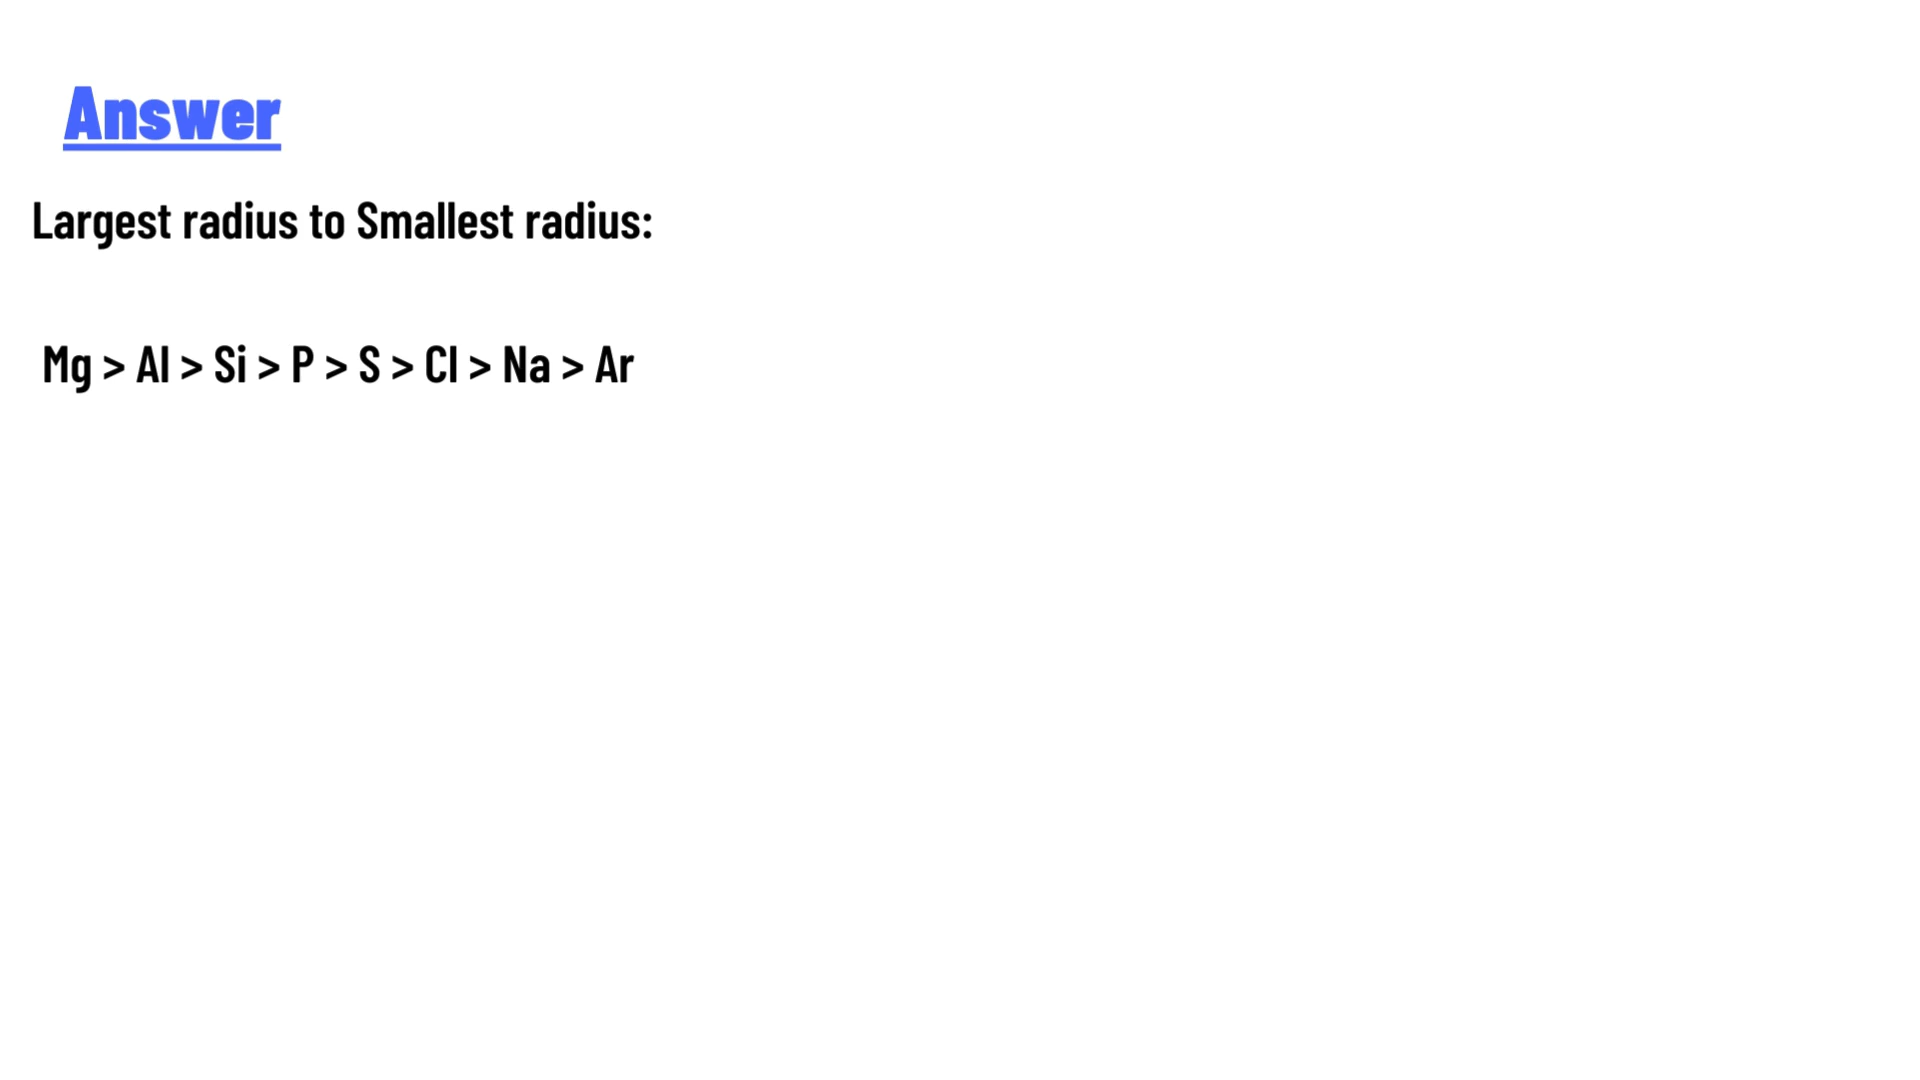 Answer
Largest radius to Smallest radius:
Mg > Al > Si > P > S > Cl > Na > Ar